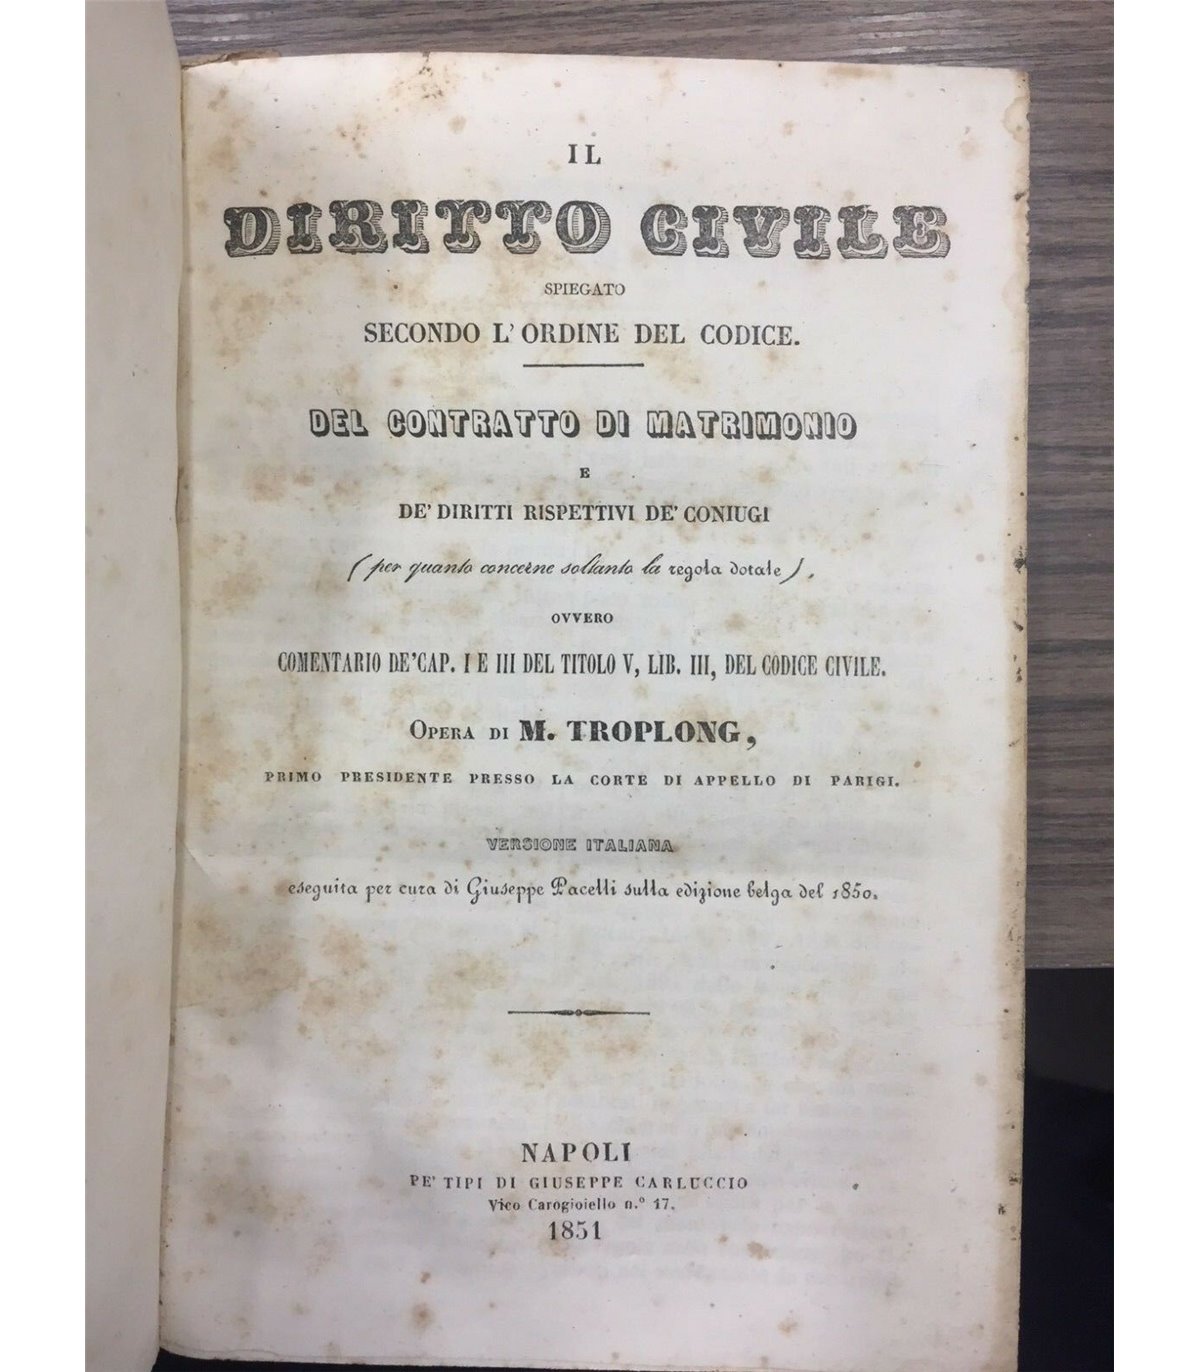 IL
DIRITTO CIVILE
SPIEGATO
SECONDO L' ORDINE DEL CODICE.
DEL CONTRATTO DI MATRIMONIO
E
DE' DIRITTI RISPETTIVI DE' CONIUGI
(per quanto concerne soltanto la regola dotale),
OVVERO
COMENTARIO DE' CAP. I E III DEL TITOLO V, LIB. III, DEL CODICE CIVILE.
OPERA DI M. TROPLONG,
PRIMO PRESIDENTE PRESSO LA CORTE DI APPELLO DI PARIGI.
VERSIONE ITALIANA
eseguita per cura di Giuseppe Pacelli sulla edizione belga del 1850.
NAPOLI
PE' TIPI DI GIUSEPPE CARLUCCIO
Vico Carogioiello n.º 17.
1851